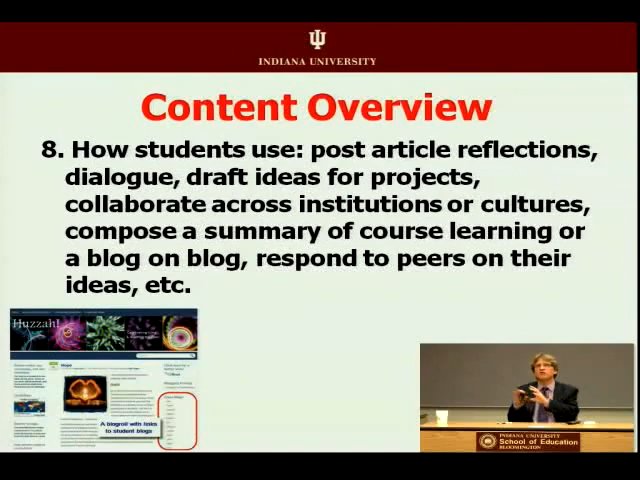 INDIANA UNIVERSITY
Content Overview
8. How students use: post article reflections,
dialogue, draft ideas for projects,
collaborate across institutions or cultures,
compose a summary of course learning or
a blog on blog, respond to peers on their
ideas, etc.
Huzzah!
A blogroll with links
to student blogs
INDIANA UNIVERSITY
School of Education
BLOOMINGTON